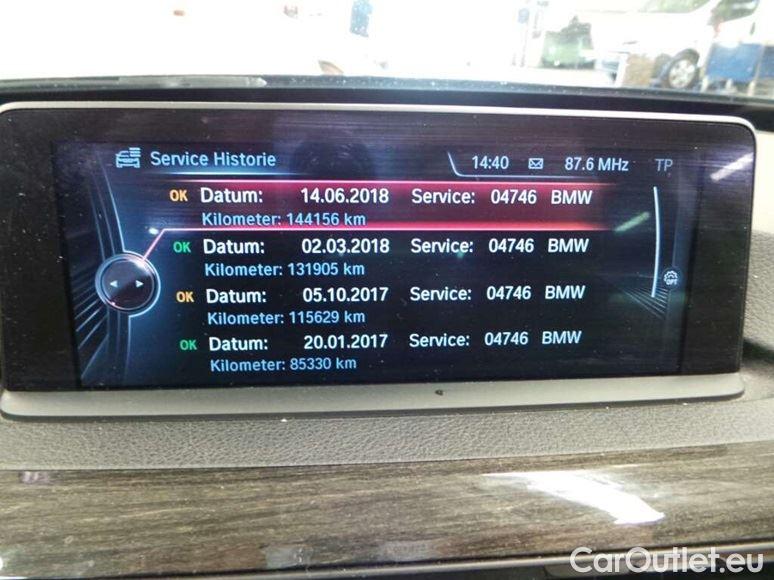 Service Historie 14:40 87.6 MHz TP
OK Datum: 14.06.2018 Service: 04746 BMW
Kilometer: 144156 km
OK Datum: 02.03.2018 Service: 04746 BMW
Kilometer: 131905 km
OK Datum: 05.10.2017 Service: 04746 BMW
Kilometer: 115629 km
OK Datum: 20.01.2017 Service: 04746 BMW
Kilometer: 85330 km
OPT
CarOutlet.eu